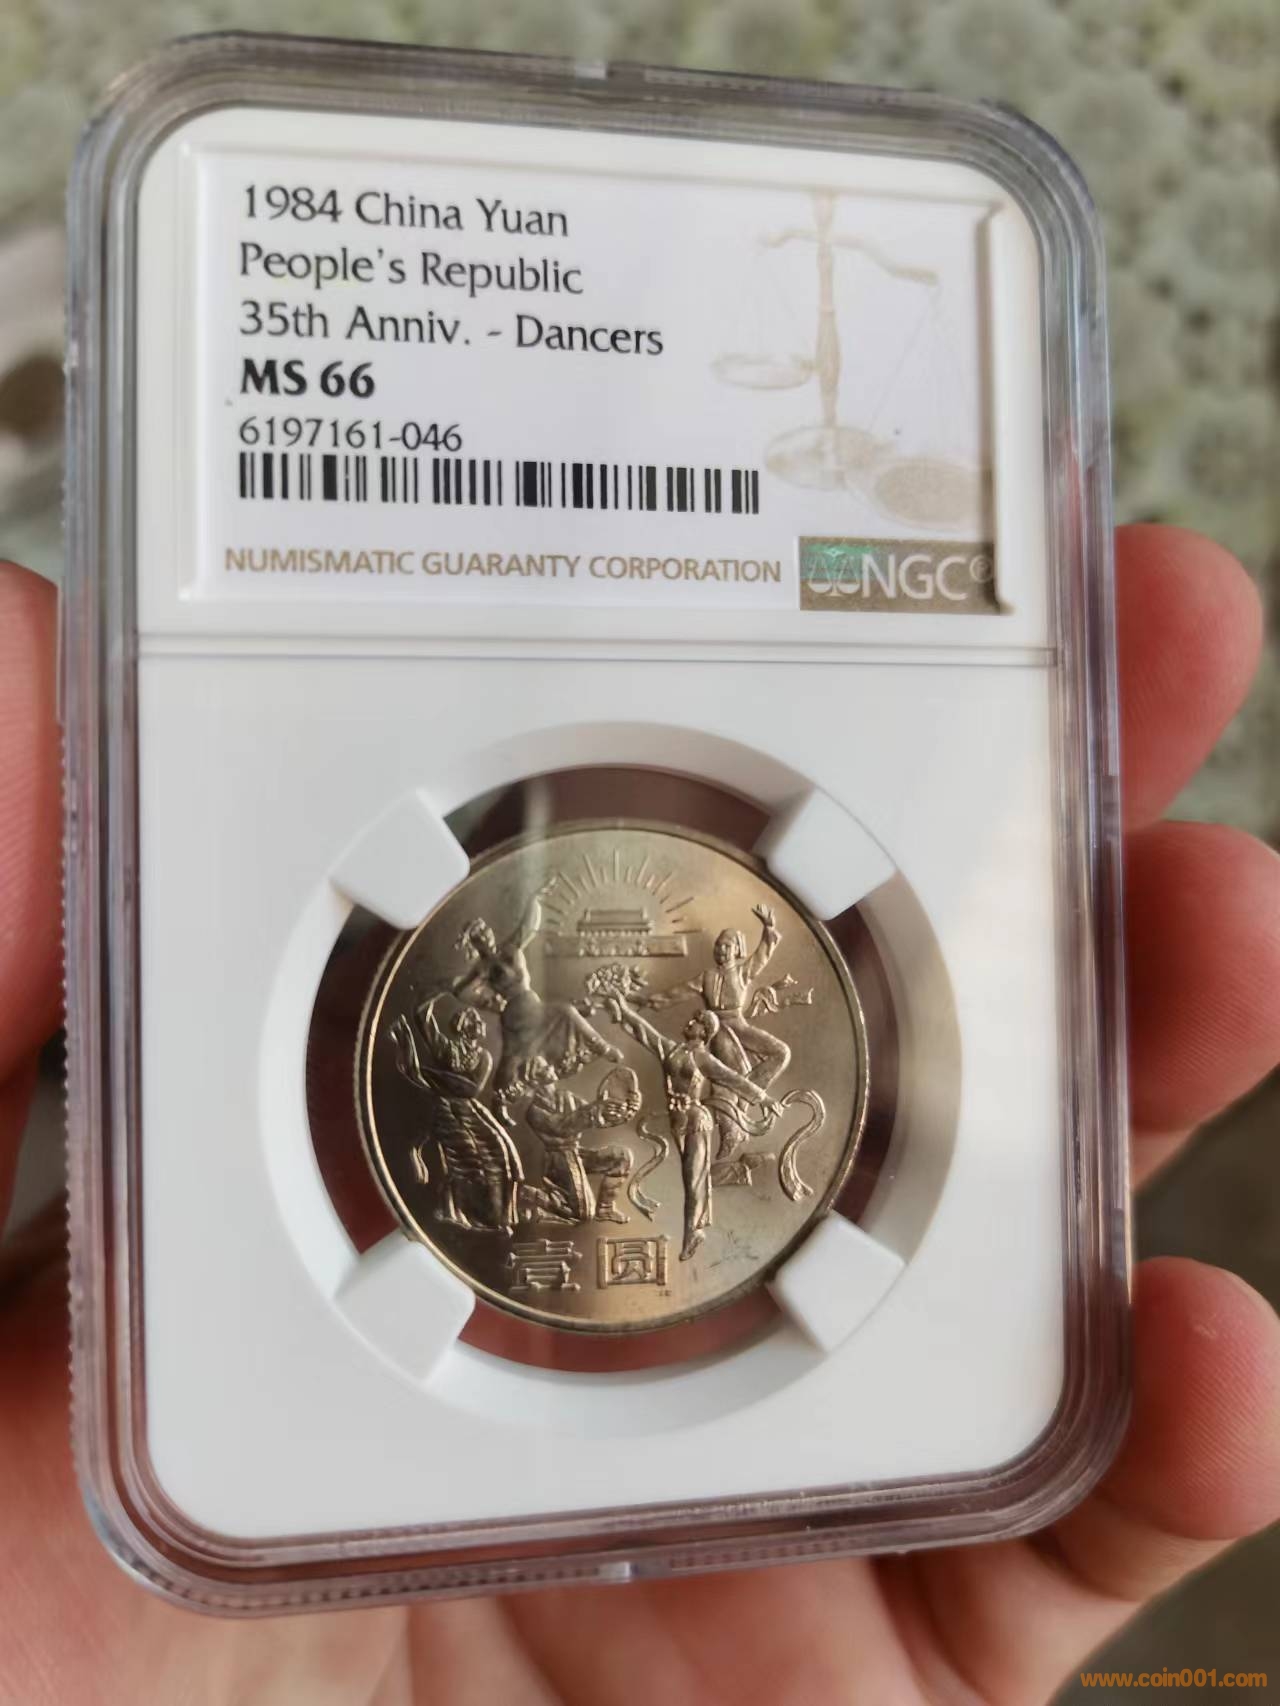 1984 China Yuan
People's Republic
35th Anniv. - Dancers
MS 66
6197161-046
NUMISMATIC GUARANTY CORPORATION
NGC®
壹圆
www.coin001.com